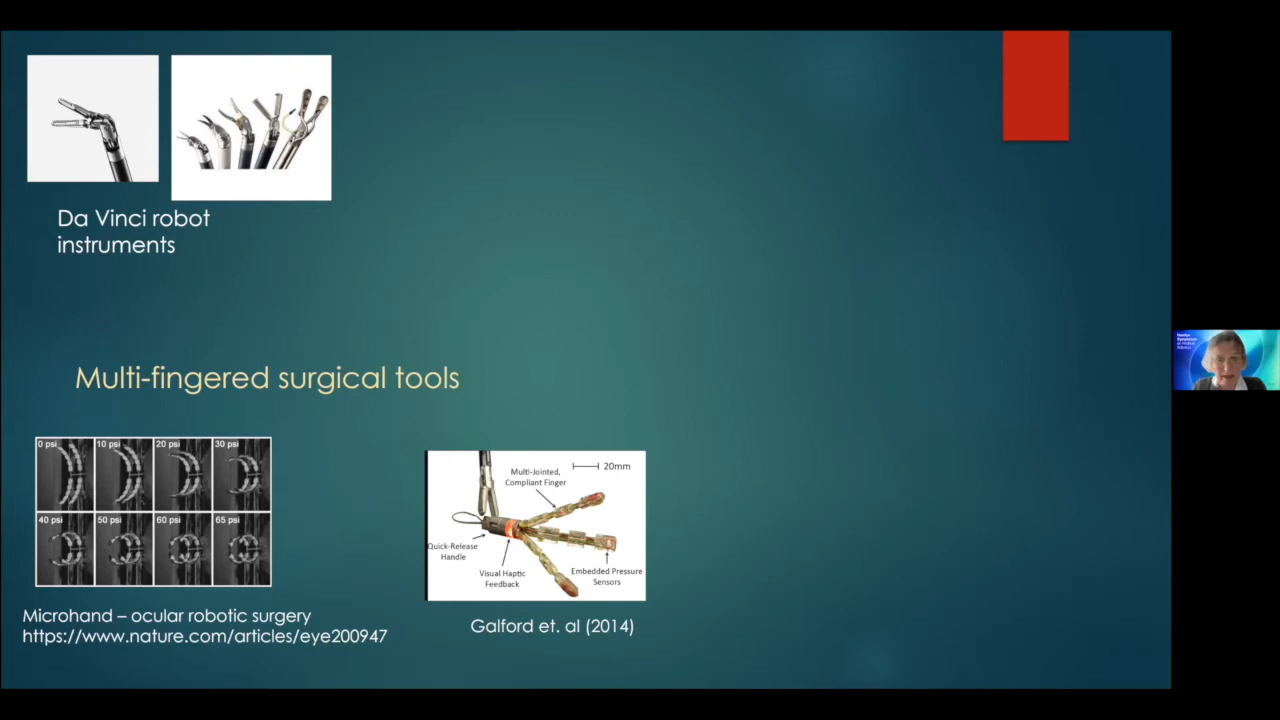 Da Vinci robot
instruments
Multi-fingered surgical tools
0 psi
10 psi
20 psi
30 psi
40 psi
50 psi
60 psi
65 psi
Microhand – ocular robotic surgery
https://www.nature.com/articles/eye200947
20mm
Multi-Jointed,
Compliant Finger
Quick-Release
Handle
Visual Haptic
Feedback
Embedded Pressure
Sensors
Galford et. al (2014)
Hamlyn
Symposium